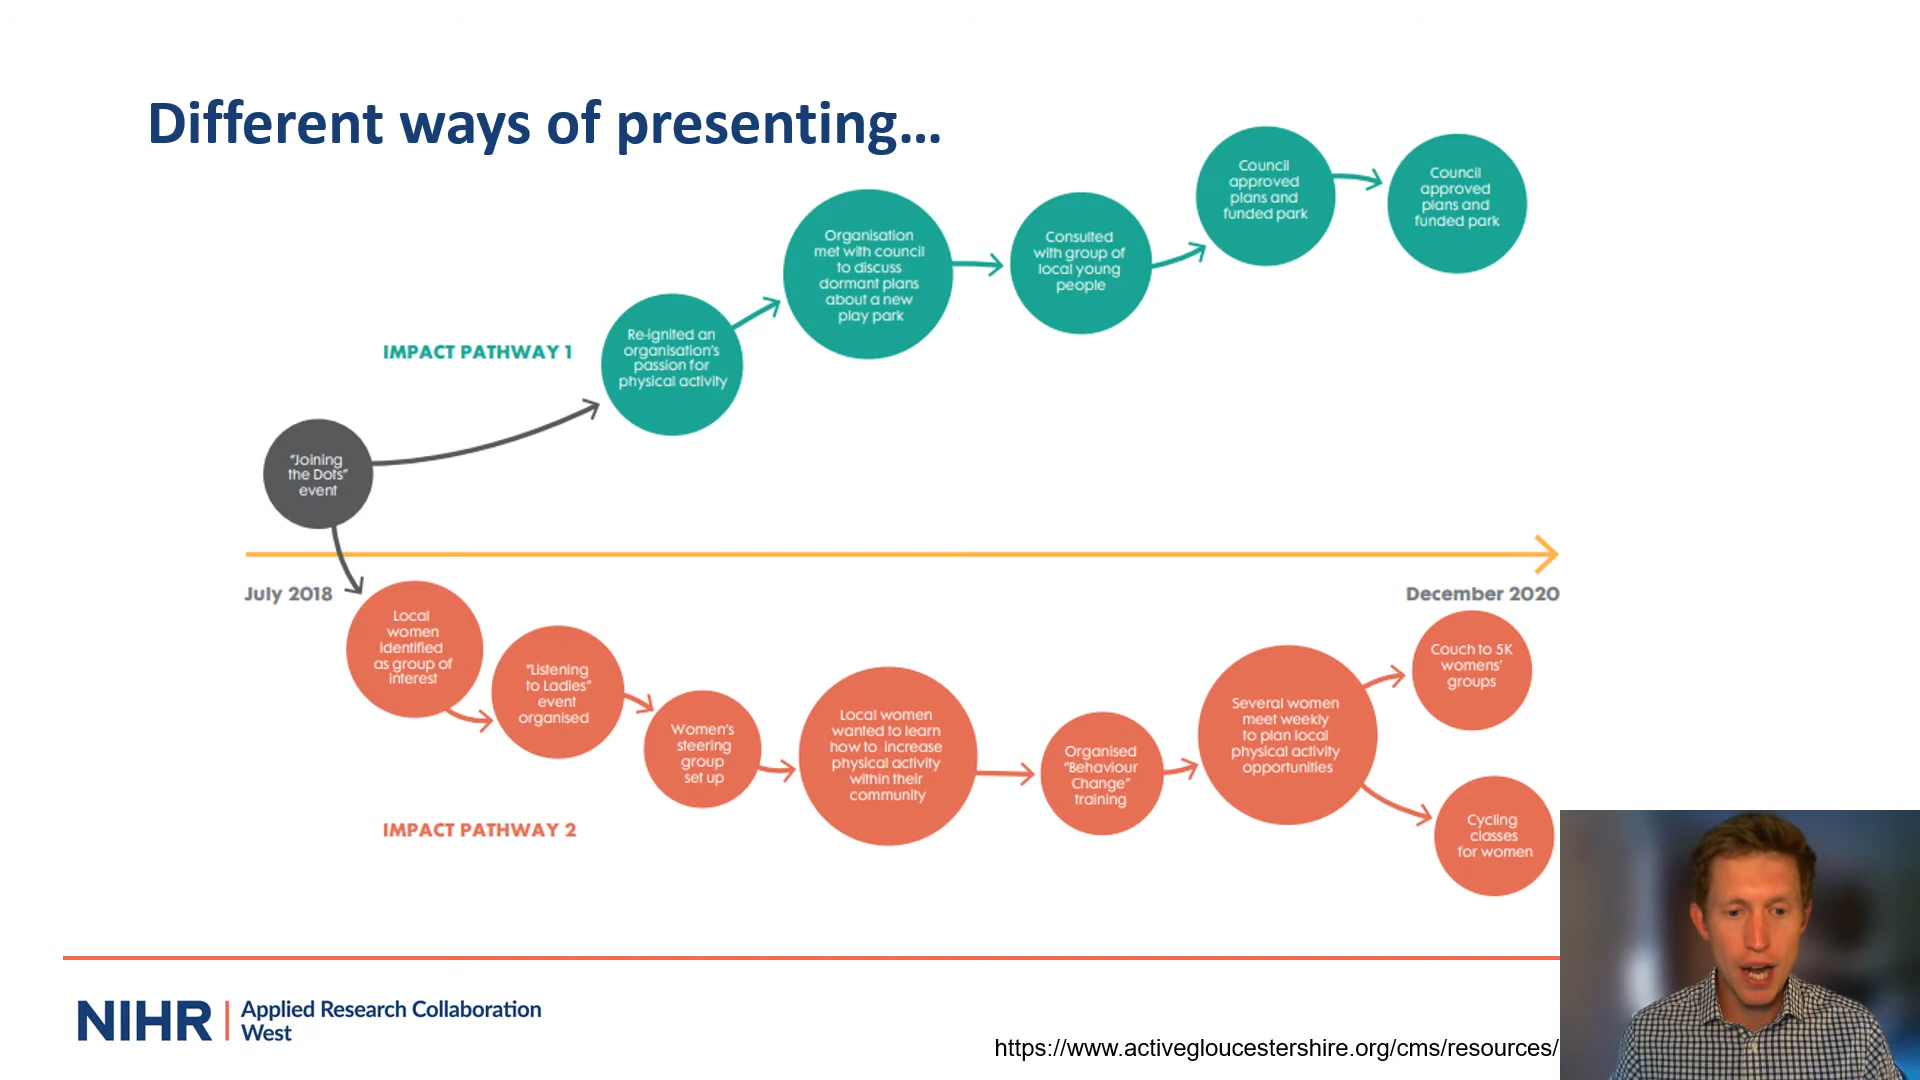 Different ways of presenting...
Council
approved
plans and
funded park
Council
approved
plans and
funded park
Organisation
met with council
to discuss
dormant plans
about a new
play park
Consulted
with group of
local young
people
Re-ignited an
organisation's
passion for
physical activity
IMPACT PATHWAY 1
"Joining
the Dots"
event
July 2018
December 2020
Local
women
identified
as group of
interest
"Listening
to Ladies"
event
organised
Women's
steering
group
set up
Local women
wanted to learn
how to increase
physical activity
within their
community
Organised
"Behaviour
Change"
training
Several women
meet weekly
to plan local
physical activity
opportunities
Couch to 5K
womens'
groups
Cycling
classes
for women
IMPACT PATHWAY 2
NIHR | Applied Research Collaboration
West
https://www.activegloucestershire.org/cms/resources/